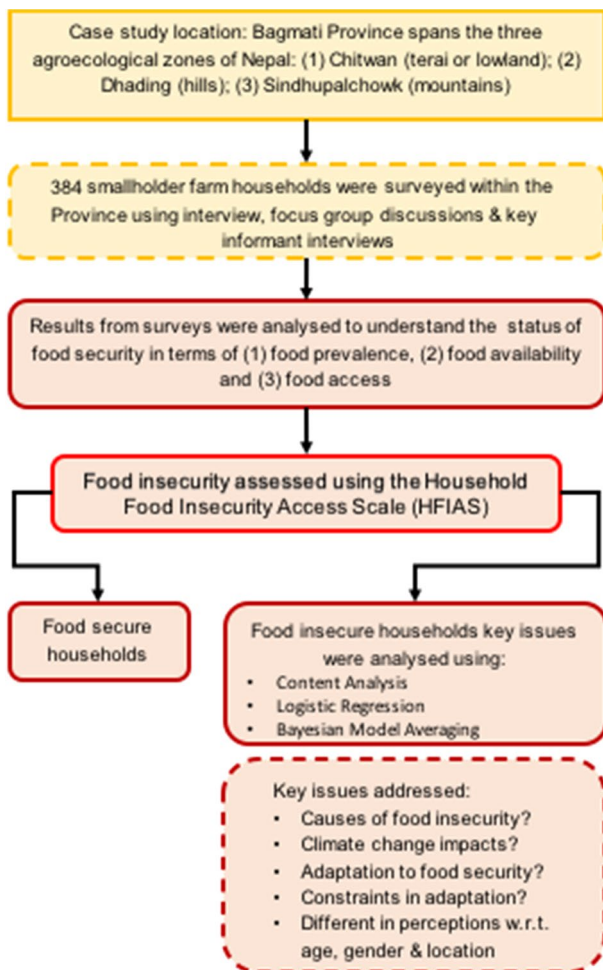 Case study location: Bagmati Province spans the three
agroecological zones of Nepal: (1) Chitwan (terai or lowland); (2)
Dhading (hills); (3) Sindhupalchowk (mountains)
384 smallholder farm households were surveyed within the
Province using interview, focus group discussions & key
informant interviews
Results from surveys were analysed to understand the status of
food security in terms of (1) food prevalence, (2) food availability
and (3) food access
Food insecurity assessed using the Household
Food Insecurity Access Scale (HFIAS)
Food secure
households
Food insecure households key issues
were analysed using:
• Content Analysis
• Logistic Regression
• Bayesian Model Averaging
Key issues addressed:
• Causes of food insecurity?
• Climate change impacts?
• Adaptation to food security?
• Constraints in adaptation?
• Different in perceptions w.r.t.
age, gender & location